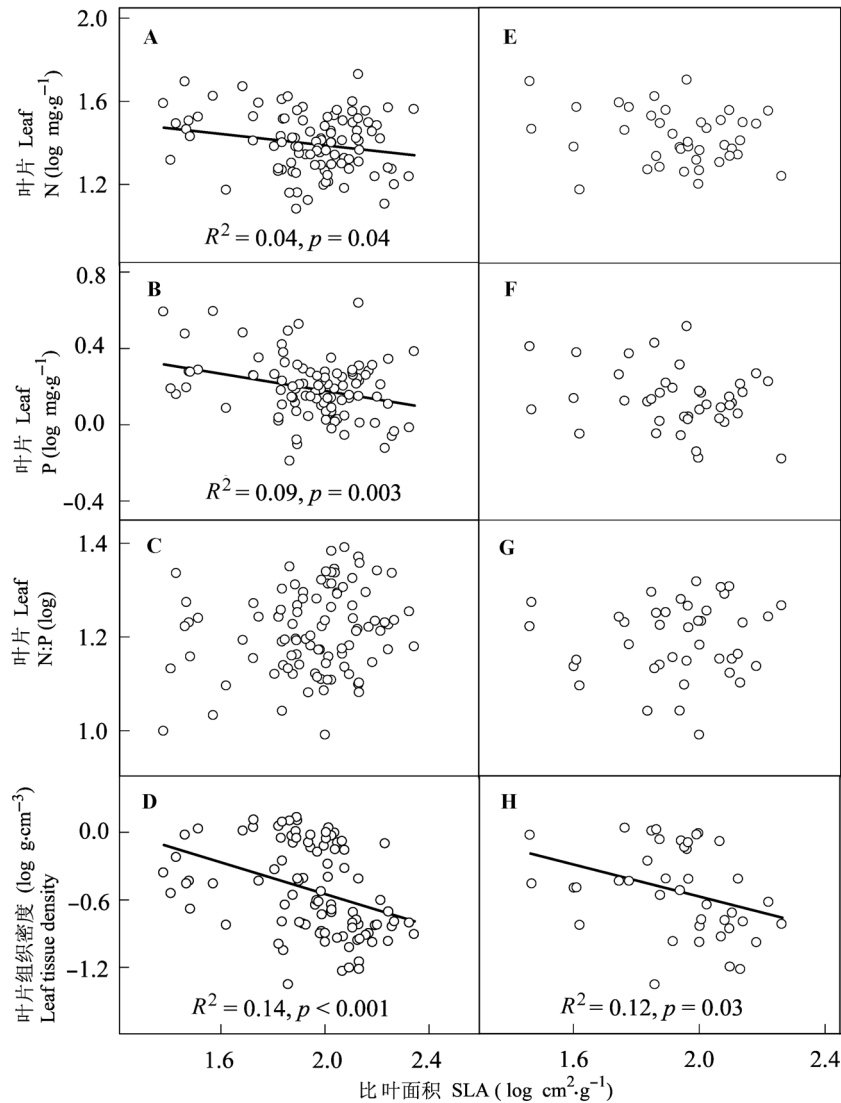 A
E
2.0
1.6
1.2
叶片 Leaf
N (log mg·g⁻¹)
R² = 0.04, p = 0.04
B
F
0.8
0.4
0.0
−0.4
叶片 Leaf
P (log mg·g⁻¹)
R² = 0.09, p = 0.003
C
G
1.4
1.2
1.0
叶片 Leaf
N:P (log)
D
H
0.0
−0.6
−1.2
叶片组织密度 (log g·cm⁻³)
Leaf tissue density
R² = 0.14, p < 0.001
R² = 0.12, p = 0.03
1.6 2.0 2.4 1.6 2.0 2.4
比叶面积 SLA ( log cm²·g⁻¹)